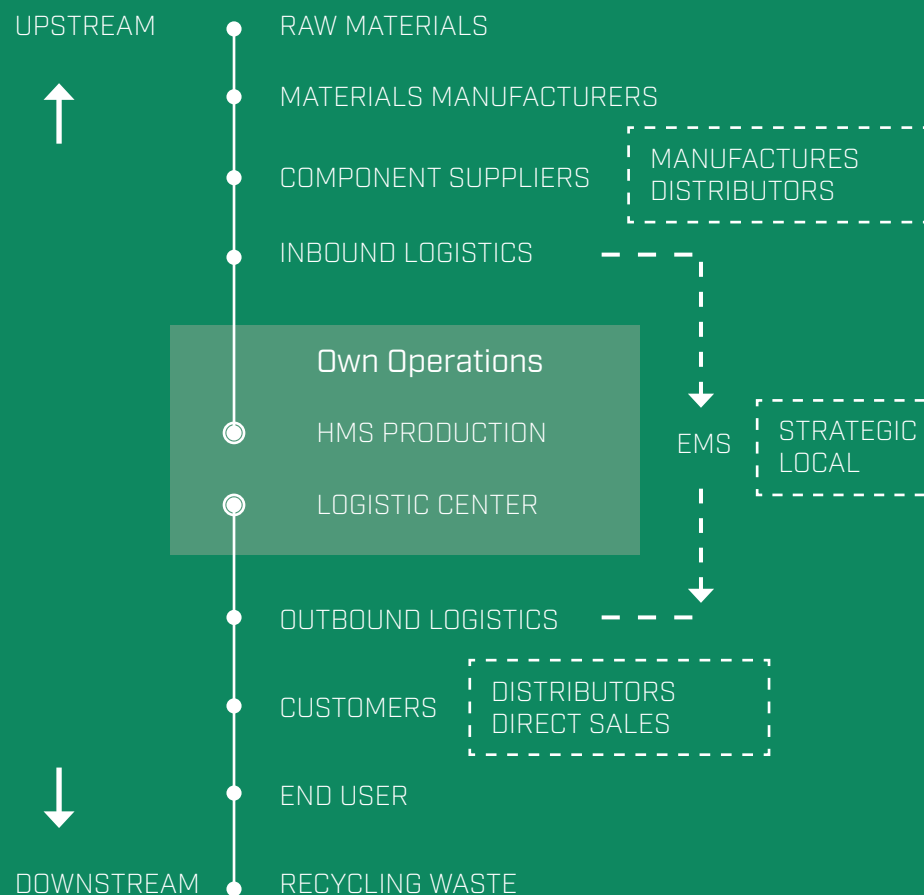 UPSTREAM
RAW MATERIALS
MATERIALS MANUFACTURERS
COMPONENT SUPPLIERS
MANUFACTURES
DISTRIBUTORS
INBOUND LOGISTICS
Own Operations
HMS PRODUCTION
EMS
STRATEGIC
LOCAL
LOGISTIC CENTER
OUTBOUND LOGISTICS
CUSTOMERS
DISTRIBUTORS
DIRECT SALES
END USER
DOWNSTREAM
RECYCLING WASTE